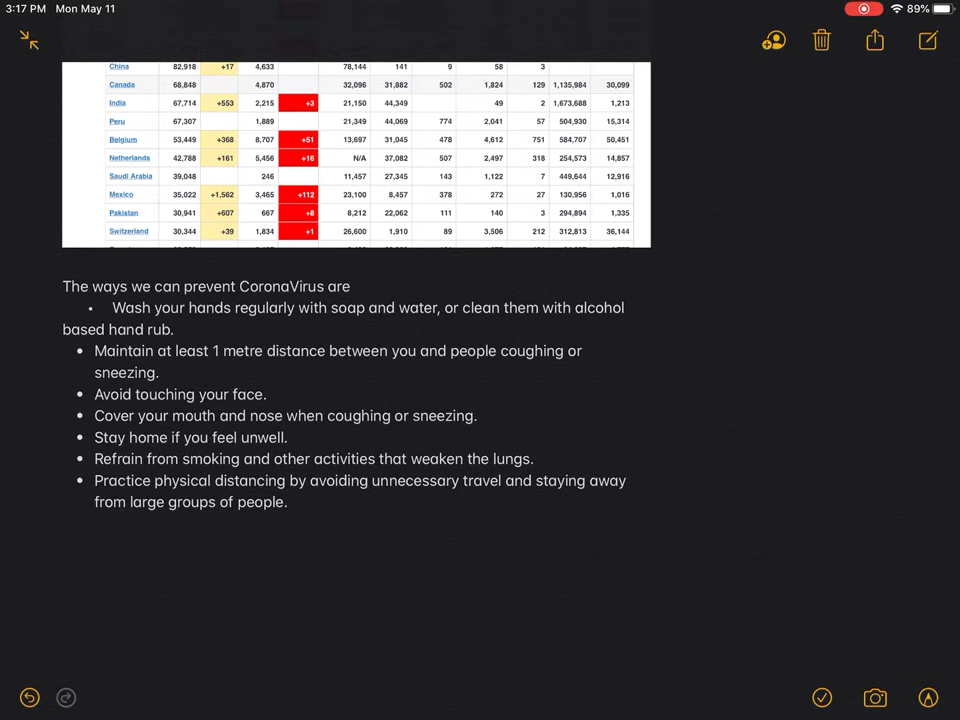 3:17 PM Mon May 11 89%
China 82,918 +17 4,633 78,144 141 9 58 3
Canada 68,848 4,870 32,096 31,882 502 1,824 129 1,135,984 30,099
India 67,714 +553 2,215 +3 21,150 44,349 49 2 1,673,688 1,213
Peru 67,307 1,889 21,349 44,069 774 2,041 57 504,930 15,314
Belgium 53,449 +368 8,707 +51 13,697 31,045 478 4,612 751 584,707 50,451
Netherlands 42,788 +161 5,456 +16 N/A 37,082 507 2,497 318 254,573 14,857
Saudi Arabia 39,048 246 11,457 27,345 143 1,122 7 449,644 12,916
Mexico 35,022 +1,562 3,465 +112 23,100 8,457 378 272 27 130,956 1,016
Pakistan 30,941 +607 667 +8 8,212 22,062 111 140 3 294,894 1,335
Switzerland 30,344 +39 1,834 +1 26,600 1,910 89 3,506 212 312,813 36,144
The ways we can prevent CoronaVirus are
• Wash your hands regularly with soap and water, or clean them with alcohol
based hand rub.
• Maintain at least 1 metre distance between you and people coughing or
sneezing.
• Avoid touching your face.
• Cover your mouth and nose when coughing or sneezing.
• Stay home if you feel unwell.
• Refrain from smoking and other activities that weaken the lungs.
• Practice physical distancing by avoiding unnecessary travel and staying away
from large groups of people.